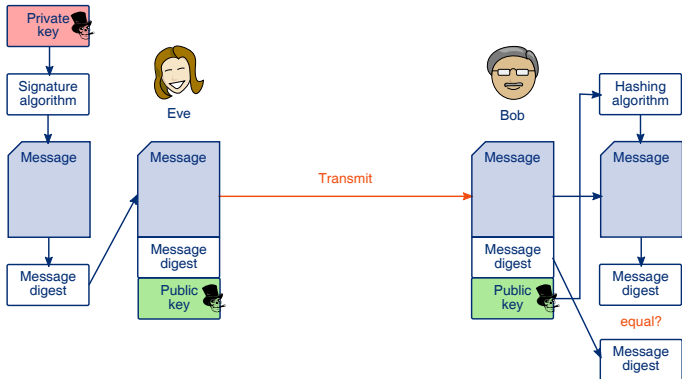 Private
key
Signature
algorithm
Message
Message
digest
Eve
Message
Message
digest
Public
key
Transmit
Bob
Message
Message
digest
Public
key
Hashing
algorithm
Message
Message
digest
equal?
Message
digest